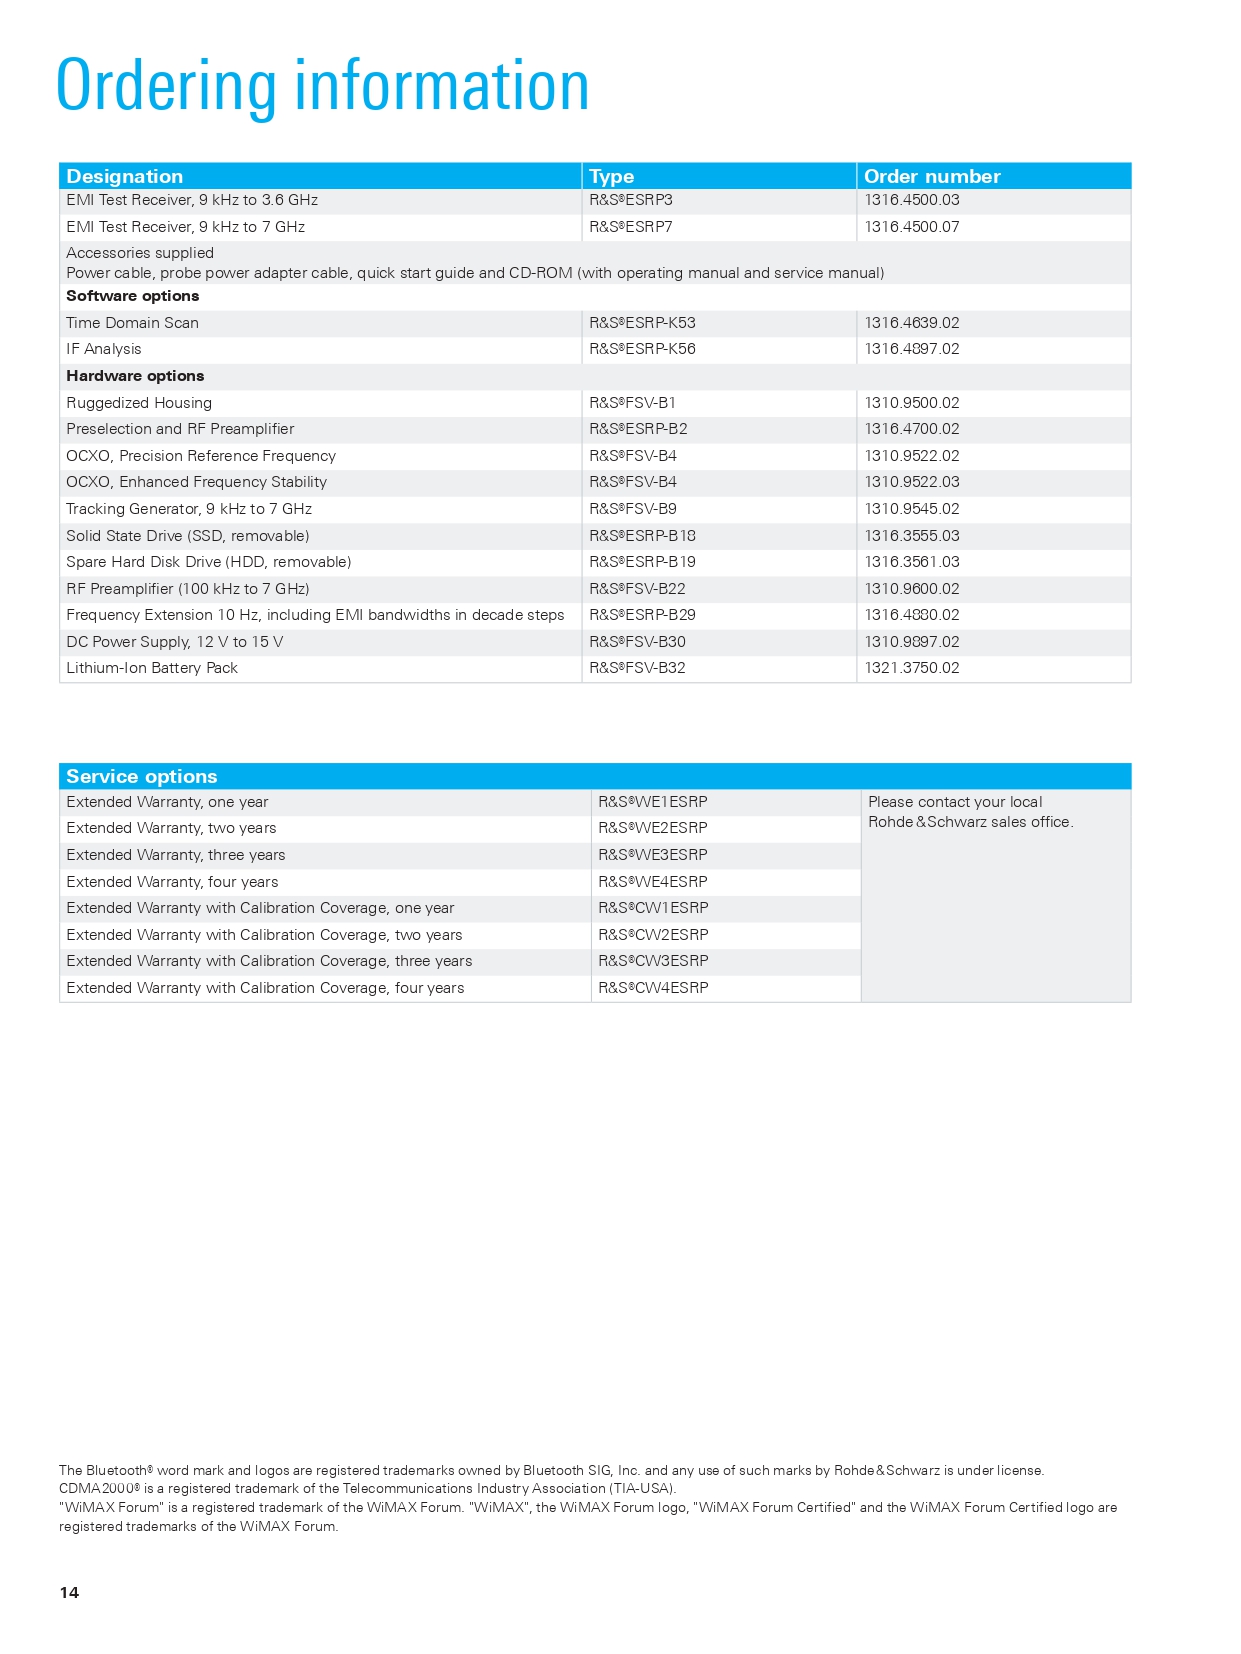 Ordering information
Designation Type Order number
EMI Test Receiver, 9 kHz to 3.6 GHz R&S®ESRP3 1316.4500.03
EMI Test Receiver, 9 kHz to 7 GHz R&S®ESRP7 1316.4500.07
Accessories supplied
Power cable, probe power adapter cable, quick start guide and CD-ROM (with operating manual and service manual)
Software options
Time Domain Scan R&S®ESRP-K53 1316.4639.02
IF Analysis R&S®ESRP-K56 1316.4897.02
Hardware options
Ruggedized Housing R&S®FSV-B1 1310.9500.02
Preselection and RF Preamplifier R&S®ESRP-B2 1316.4700.02
OCXO, Precision Reference Frequency R&S®FSV-B4 1310.9522.02
OCXO, Enhanced Frequency Stability R&S®FSV-B4 1310.9522.03
Tracking Generator, 9 kHz to 7 GHz R&S®FSV-B9 1310.9545.02
Solid State Drive (SSD, removable) R&S®ESRP-B18 1316.3555.03
Spare Hard Disk Drive (HDD, removable) R&S®ESRP-B19 1316.3561.03
RF Preamplifier (100 kHz to 7 GHz) R&S®FSV-B22 1310.9600.02
Frequency Extension 10 Hz, including EMI bandwidths in decade steps R&S®ESRP-B29 1316.4880.02
DC Power Supply, 12 V to 15 V R&S®FSV-B30 1310.9897.02
Lithium-Ion Battery Pack R&S®FSV-B32 1321.3750.02
Service options
Extended Warranty, one year R&S®WE1ESRP Please contact your local
Rohde & Schwarz sales office.
Extended Warranty, two years R&S®WE2ESRP
Extended Warranty, three years R&S®WE3ESRP
Extended Warranty, four years R&S®WE4ESRP
Extended Warranty with Calibration Coverage, one year R&S®CW1ESRP
Extended Warranty with Calibration Coverage, two years R&S®CW2ESRP
Extended Warranty with Calibration Coverage, three years R&S®CW3ESRP
Extended Warranty with Calibration Coverage, four years R&S®CW4ESRP
The Bluetooth® word mark and logos are registered trademarks owned by Bluetooth SIG, Inc. and any use of such marks by Rohde & Schwarz is under license.
CDMA2000® is a registered trademark of the Telecommunications Industry Association (TIA-USA).
"WiMAX Forum" is a registered trademark of the WiMAX Forum. "WiMAX", the WiMAX Forum logo, "WiMAX Forum Certified" and the WiMAX Forum Certified logo are
registered trademarks of the WiMAX Forum.
14